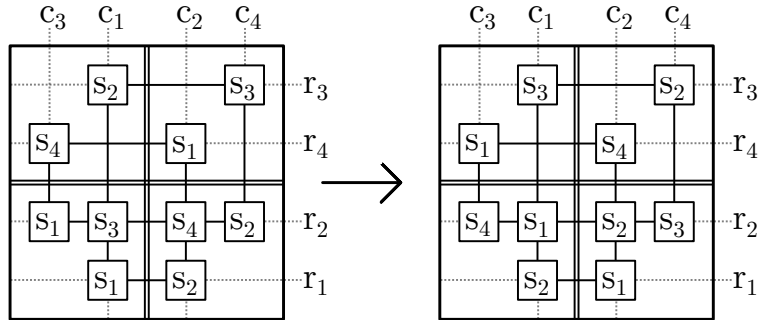 c₃ c₁ c₂ c₄ c₃ c₁ c₂ c₄
s₂ s₃ r₃ s₃ s₂ r₃
s₄ s₁ r₄ s₁ s₄ r₄
s₁ s₃ s₄ s₂ r₂ s₄ s₁ s₂ s₃ r₂
s₁ s₂ r₁ s₂ s₁ r₁